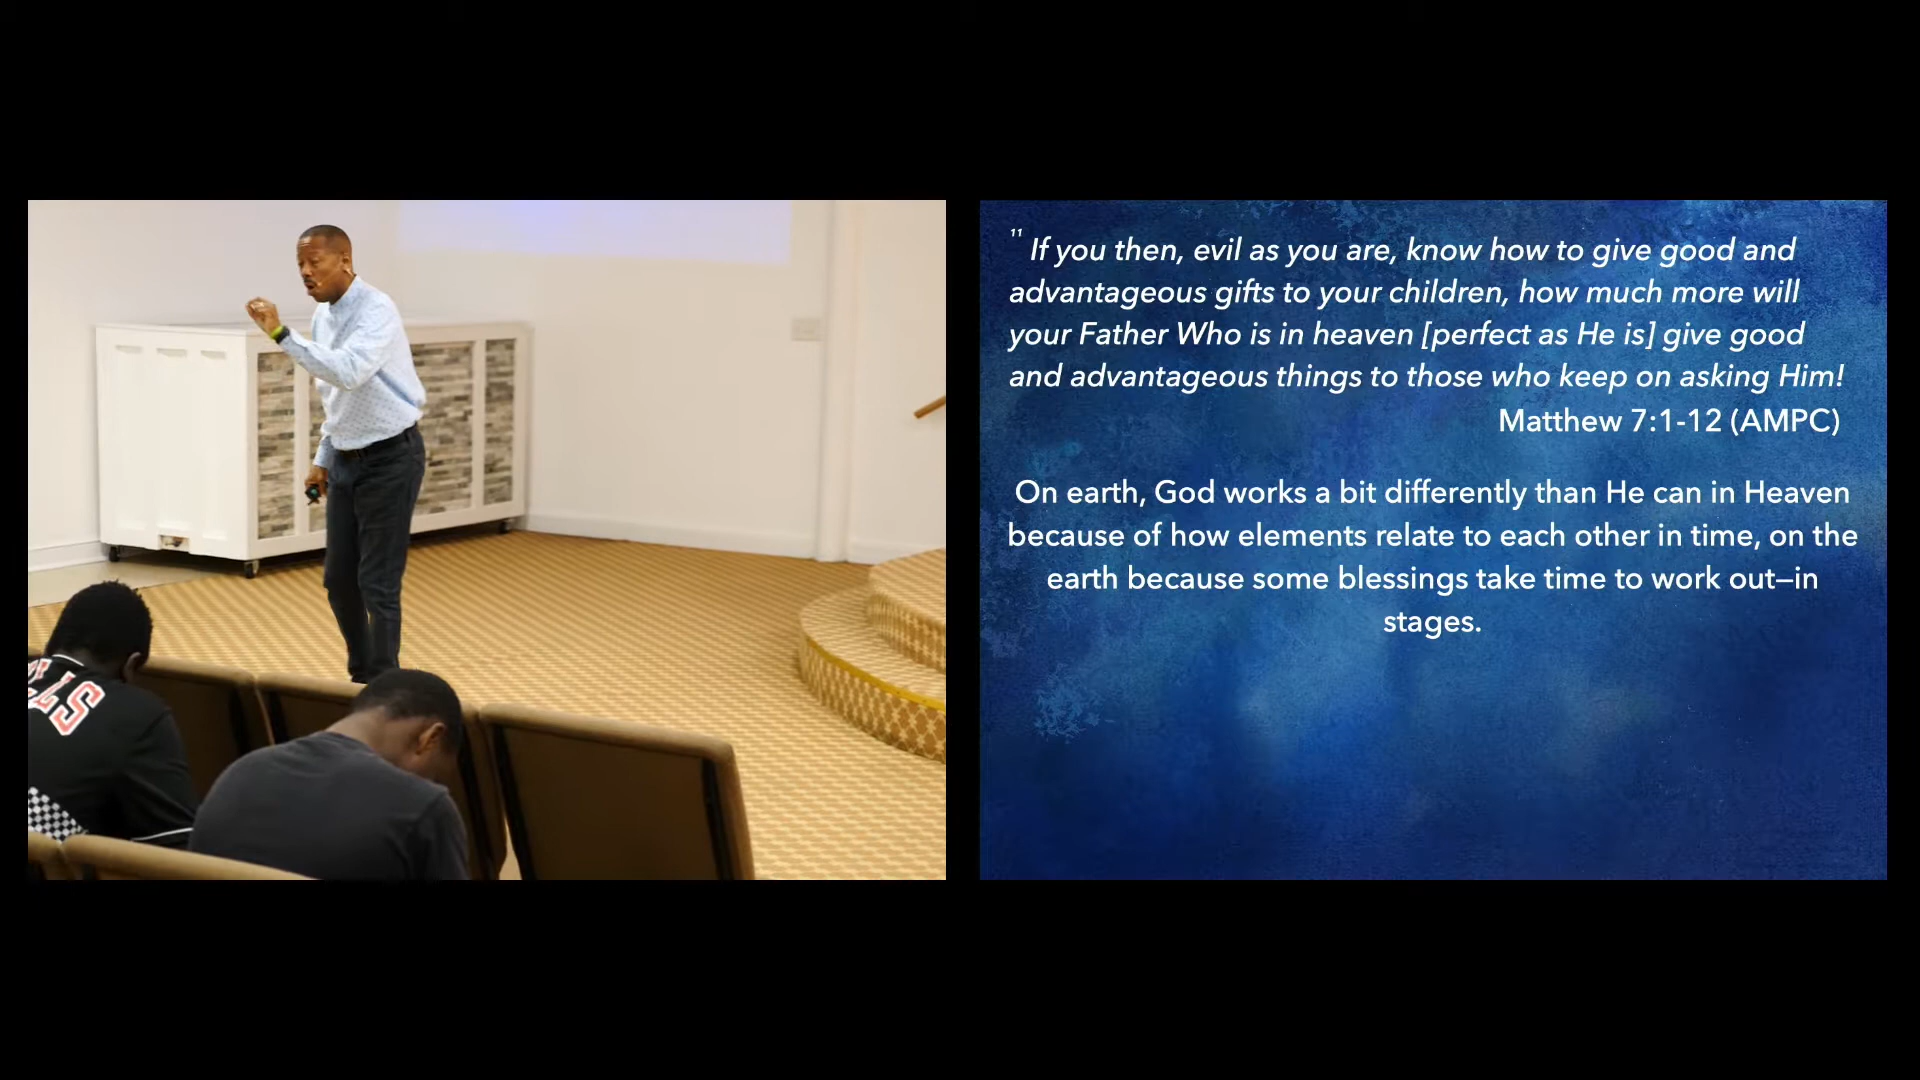 LLS
¹¹ If you then, evil as you are, know how to give good and
advantageous gifts to your children, how much more will
your Father Who is in heaven [perfect as He is] give good
and advantageous things to those who keep on asking Him!
Matthew 7:1-12 (AMPC)
On earth, God works a bit differently than He can in Heaven
because of how elements relate to each other in time, on the
earth because some blessings take time to work out—in
stages.